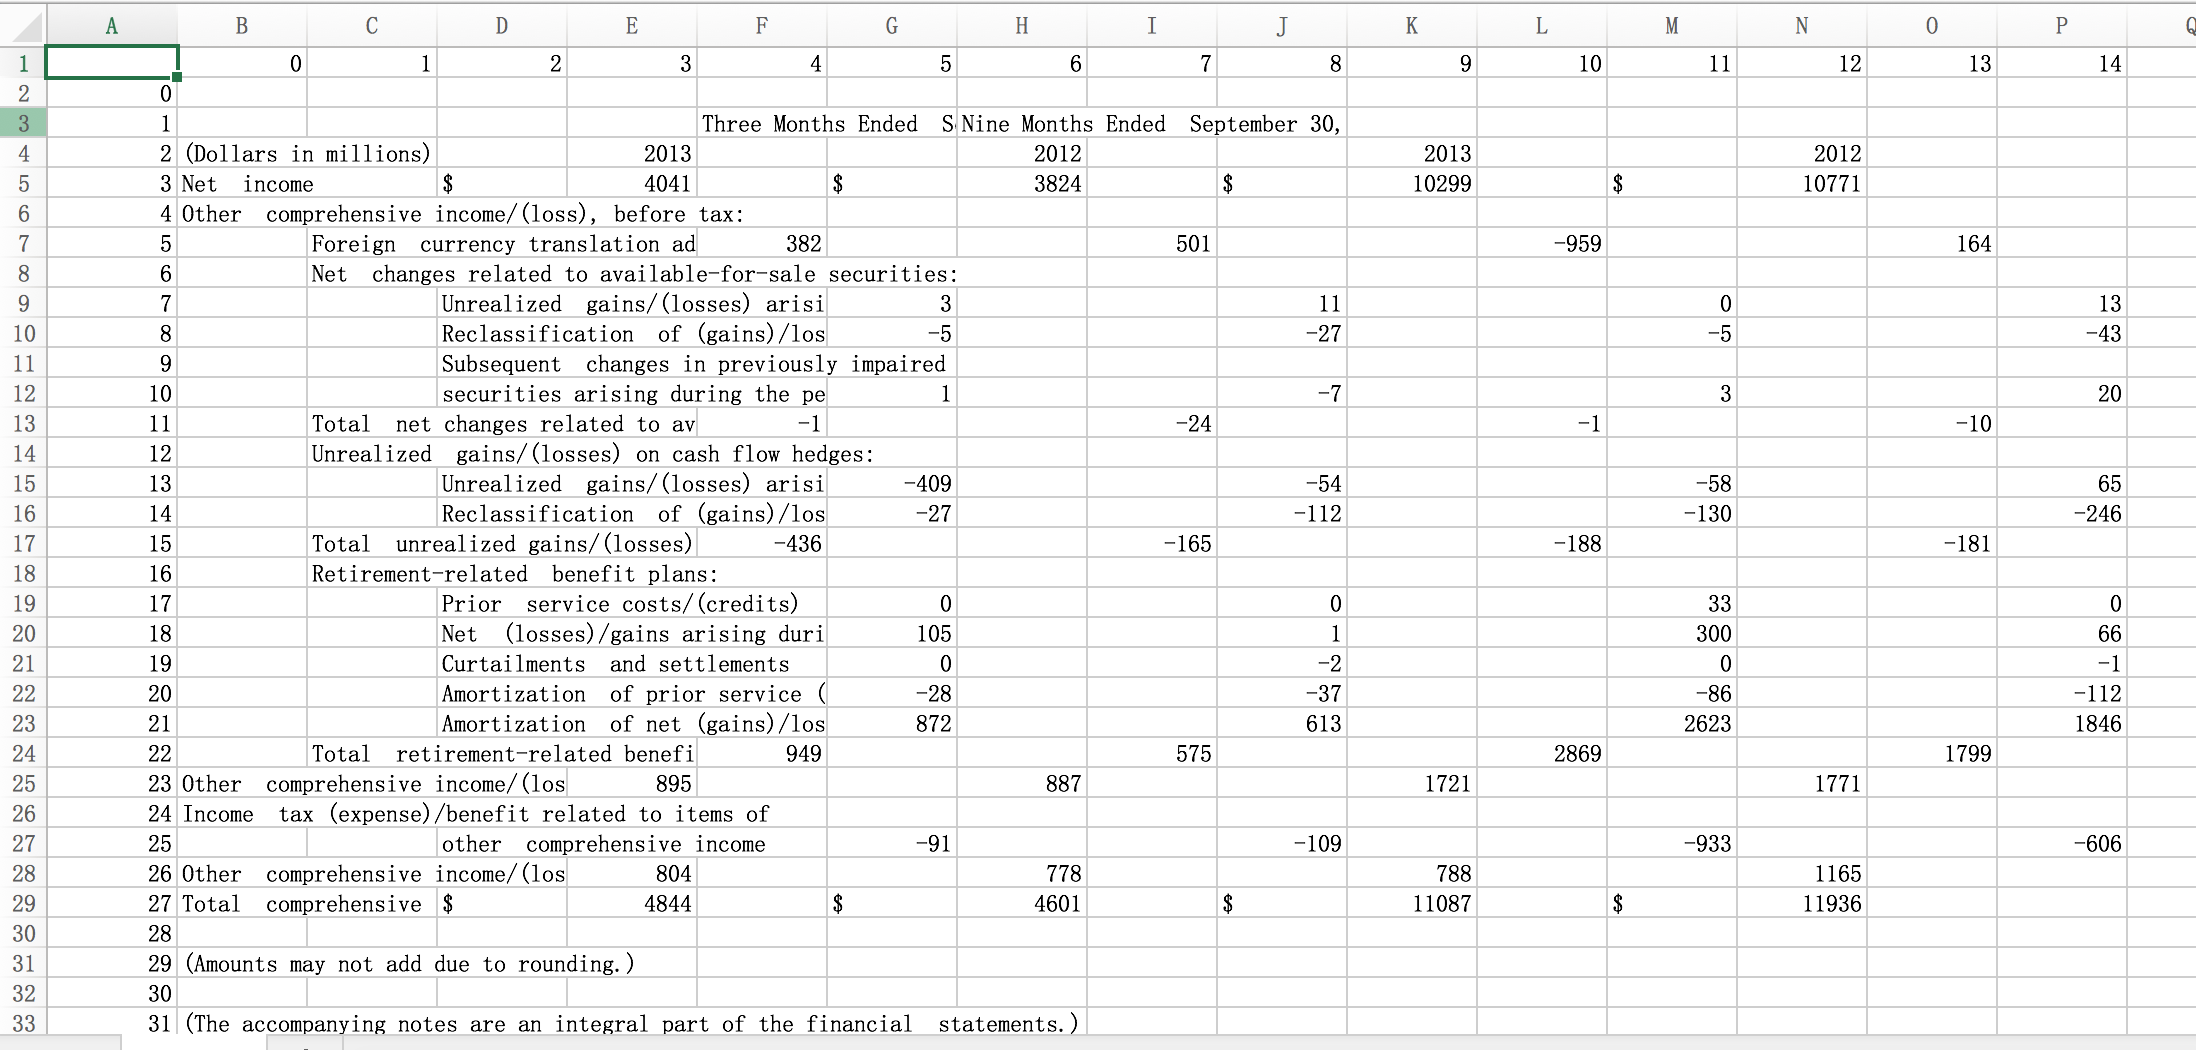 A B C D E F G H I J K L M N O P Q
1 0 1 2 3 4 5 6 7 8 9 10 11 12 13 14
2 0
3 1 Three Months Ended S Nine Months Ended September 30,
4 2 (Dollars in millions) 2013 2012 2013 2012
5 3 Net income $ 4041 $ 3824 $ 10299 $ 10771
6 4 Other comprehensive income/(loss), before tax:
7 5 Foreign currency translation ad 382 501 -959 164
8 6 Net changes related to available-for-sale securities:
9 7 Unrealized gains/(losses) arisi 3 11 0 13
10 8 Reclassification of (gains)/los -5 -27 -5 -43
11 9 Subsequent changes in previously impaired
12 10 securities arising during the pe 1 -7 3 20
13 11 Total net changes related to av -1 -24 -1 -10
14 12 Unrealized gains/(losses) on cash flow hedges:
15 13 Unrealized gains/(losses) arisi -409 -54 -58 65
16 14 Reclassification of (gains)/los -27 -112 -130 -246
17 15 Total unrealized gains/(losses) -436 -165 -188 -181
18 16 Retirement-related benefit plans:
19 17 Prior service costs/(credits) 0 0 33 0
20 18 Net (losses)/gains arising duri 105 1 300 66
21 19 Curtailments and settlements 0 -2 0 -1
22 20 Amortization of prior service ( -28 -37 -86 -112
23 21 Amortization of net (gains)/los 872 613 2623 1846
24 22 Total retirement-related benefi 949 575 2869 1799
25 23 Other comprehensive income/(los 895 887 1721 1771
26 24 Income tax (expense)/benefit related to items of
27 25 other comprehensive income -91 -109 -933 -606
28 26 Other comprehensive income/(los 804 778 788 1165
29 27 Total comprehensive $ 4844 $ 4601 $ 11087 $ 11936
30 28
31 29 (Amounts may not add due to rounding.)
32 30
33 31 (The accompanying notes are an integral part of the financial statements.)